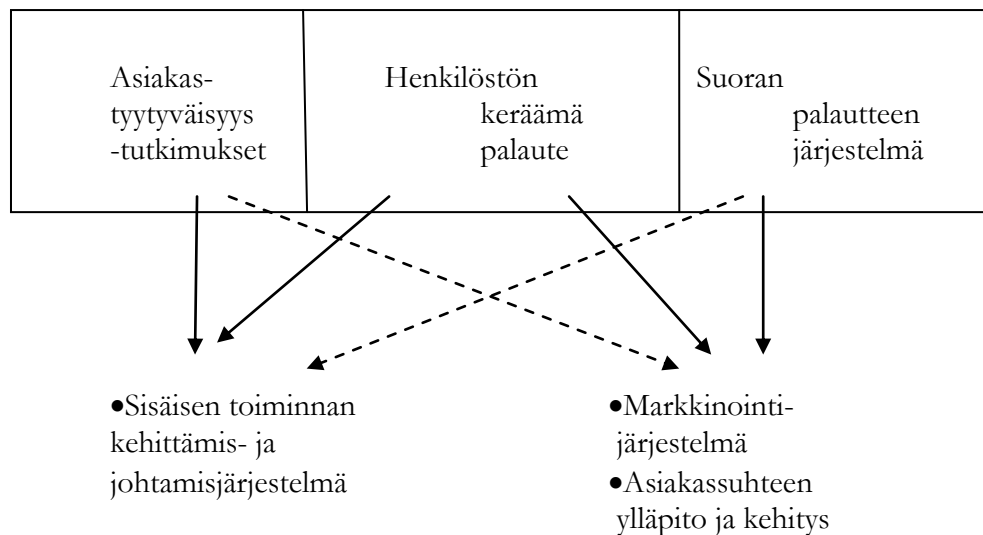 Asiakas-
tyytyväisyys
-tutkimukset
Henkilöstön
keräämä
palaute
Suoran
palautteen
järjestelmä
•Sisäisen toiminnan
kehittämis- ja
johtamisjärjestelmä
•Markkinointi-
järjestelmä
•Asiakassuhteen
ylläpito ja kehitys